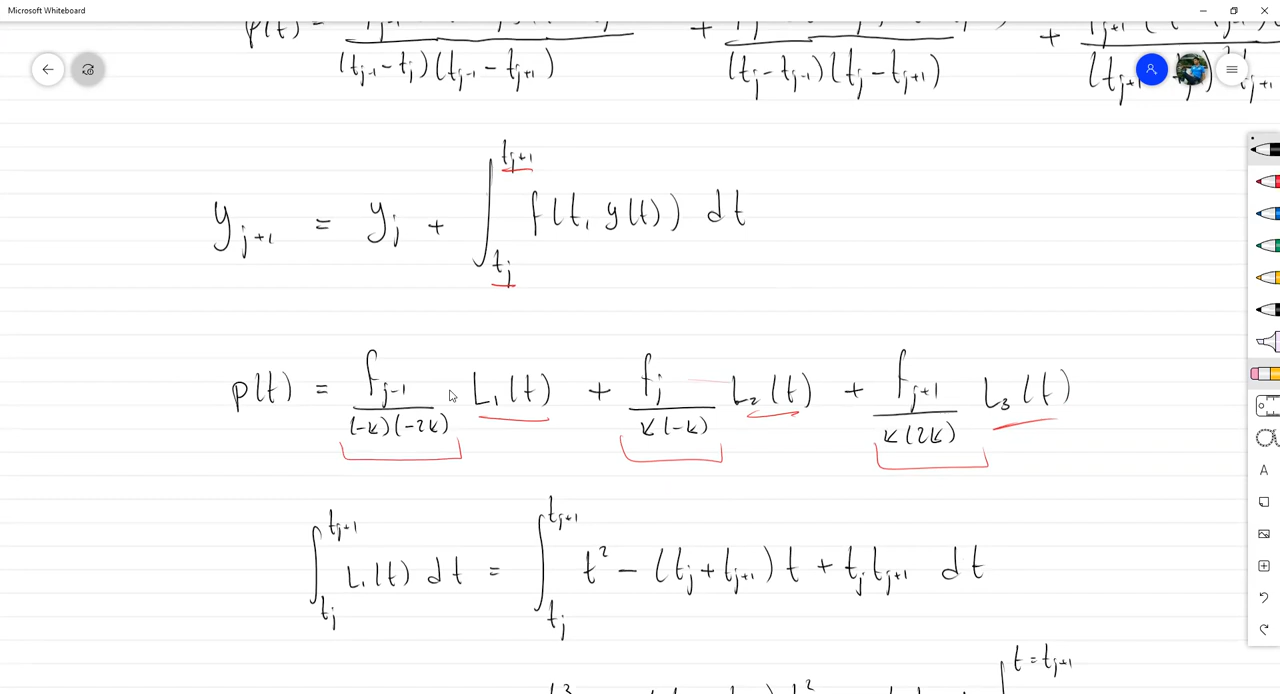 Microsoft Whiteboard
p(t) =
(t_{j-1} - t_j)(t_{j-1} - t_{j+1}) + (t_j - t_{j-1})(t_j - t_{j+1}) +
y_{j+1} = y_j + ∫_{t_j}^{t_{j+1}} f(t, y(t)) dt
p(t) = f_{j-1}/((-k)(-2k)) L_1(t) + f_j/(k(-k)) L_2(t) + f_{j+1}/(k(2k)) L_3(t)
∫_{t_j}^{t_{j+1}} L_1(t) dt = ∫_{t_j}^{t_{j+1}} t^2 - (t_j + t_{j+1}) t + t_j t_{j+1} dt
t = t_{j+1}